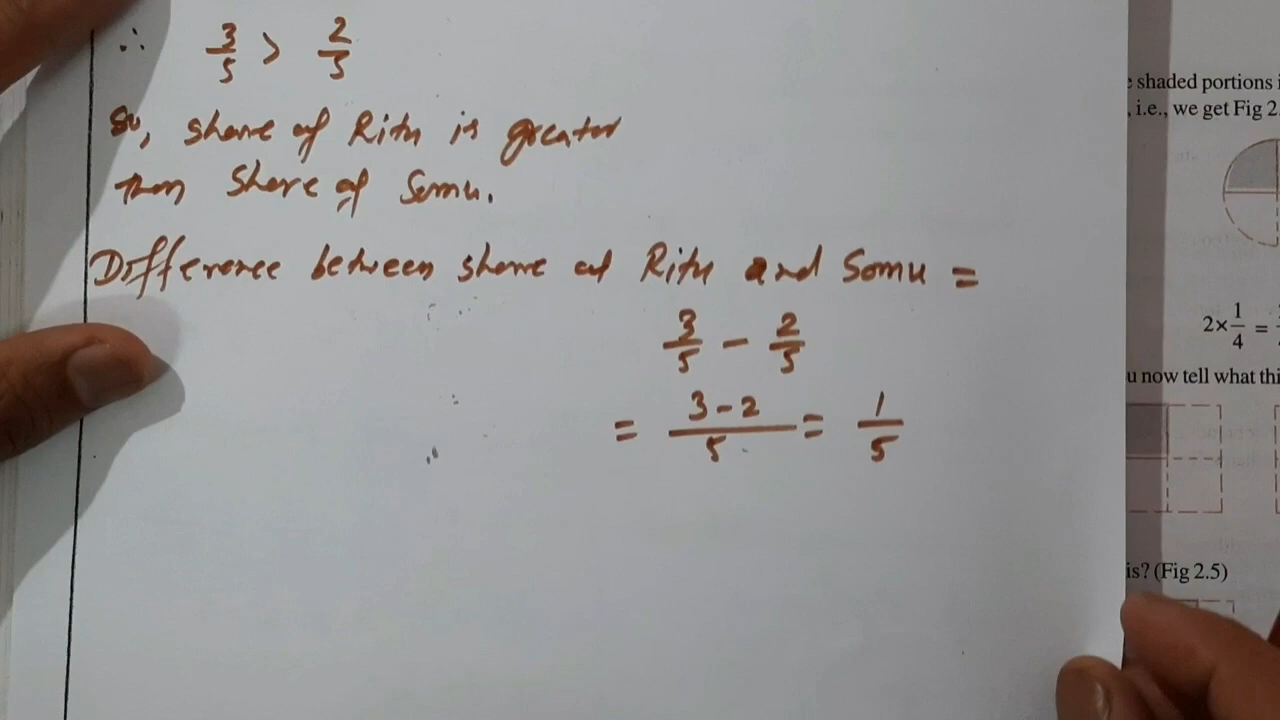 ∴ 3/5 > 2/5
So, share of Ritu is greater
then share of Somu.
Difference between share of Ritu and Somu =
3/5 - 2/5
= 3-2/5 = 1/5
e shaded portions i
, i.e., we get Fig 2.
2×1/4 =
u now tell what thi
is? (Fig 2.5)